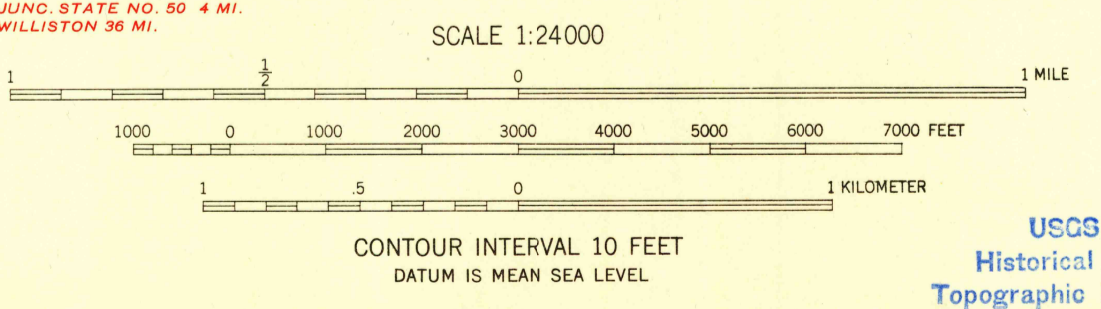 JUNC. STATE NO. 50 4 MI.
WILLISTON 36 MI.
SCALE 1:24000
1 1/2 0 1 MILE
1000 0 1000 2000 3000 4000 5000 6000 7000 FEET
1 .5 0 1 KILOMETER
CONTOUR INTERVAL 10 FEET
DATUM IS MEAN SEA LEVEL
USGS
Historical
Topographic